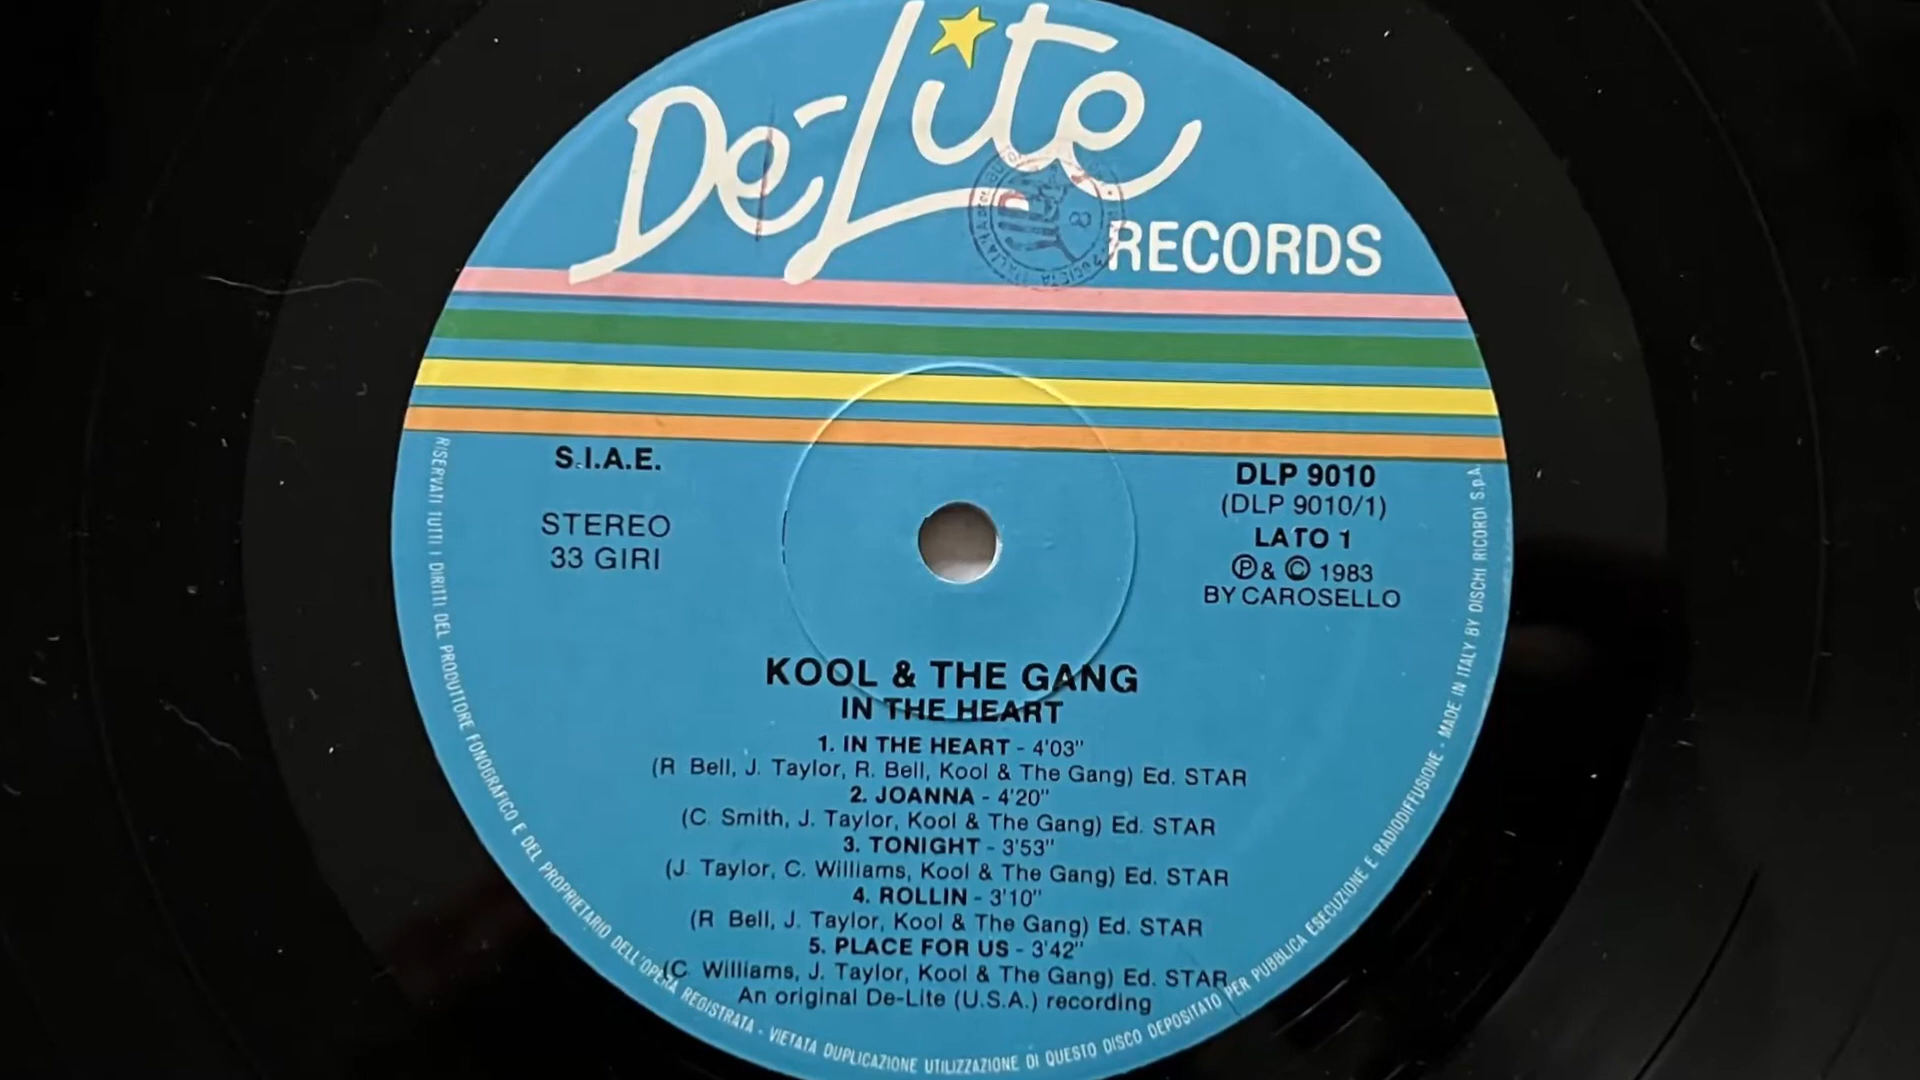 De-Lite
RECORDS
S.I.A.E.
STEREO
33 GIRI
DLP 9010
(DLP 9010/1)
LATO 1
Ⓟ & © 1983
BY CAROSELLO
KOOL & THE GANG
IN THE HEART
1. IN THE HEART - 4'03"
(R Bell, J. Taylor, R. Bell, Kool & The Gang) Ed. STAR
2. JOANNA - 4'20"
(C. Smith, J. Taylor, Kool & The Gang) Ed. STAR
3. TONIGHT - 3'53"
(J. Taylor, C. Williams, Kool & The Gang) Ed. STAR
4. ROLLIN - 3'10"
(R Bell, J. Taylor, Kool & The Gang) Ed. STAR
5. PLACE FOR US - 3'42"
(C. Williams, J. Taylor, Kool & The Gang) Ed. STAR
An original De-Lite (U.S.A.) recording
RISERVATI TUTTI I DIRITTI DEL PRODUTTORE FONOGRAFICO E DEL PROPRIETARIO DELL'OPERA REGISTRATA - VIETATA DUPLICAZIONE UTILIZZAZIONE DI QUESTO DISCO DEPOSITATO PER PUBBLICA ESECUZIONE E RADIODIFFUSIONE - MADE IN ITALY BY DISCHI RICORDI S.p.A.